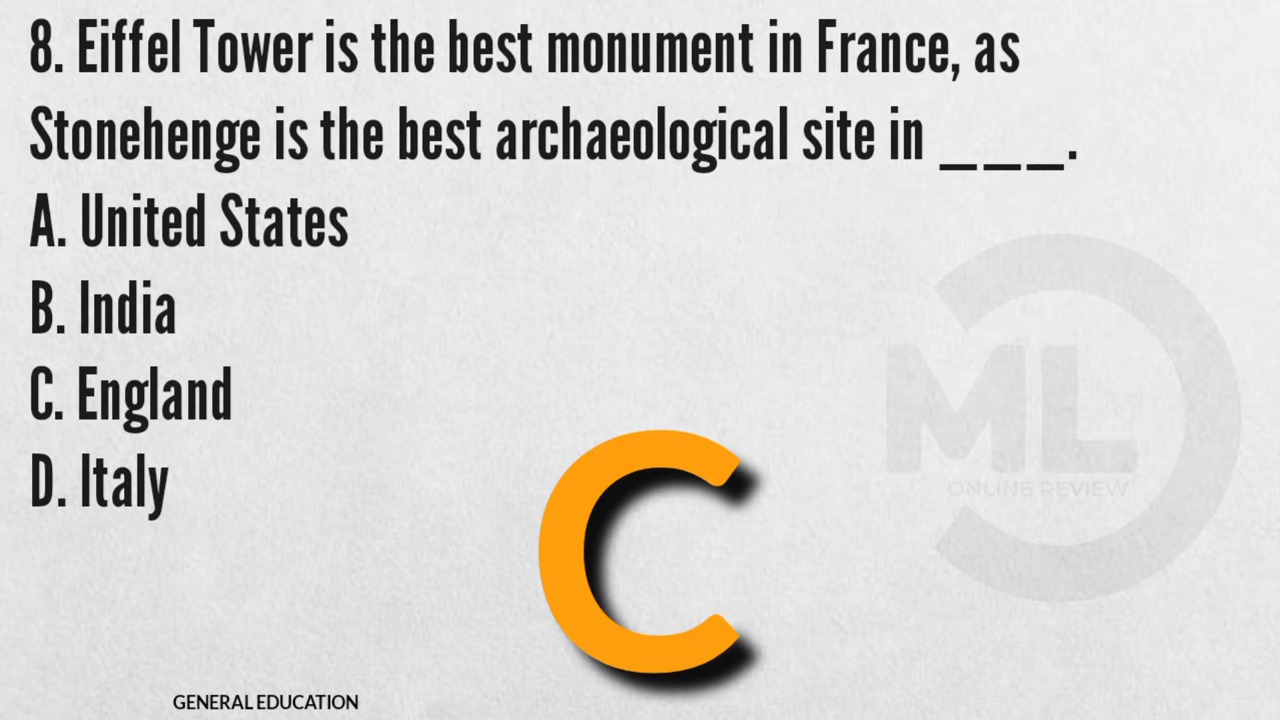 8. Eiffel Tower is the best monument in France, as
Stonehenge is the best archaeological site in ___.
A. United States
B. India
C. England
D. Italy
C
ML
ONLINE REVIEW
GENERAL EDUCATION